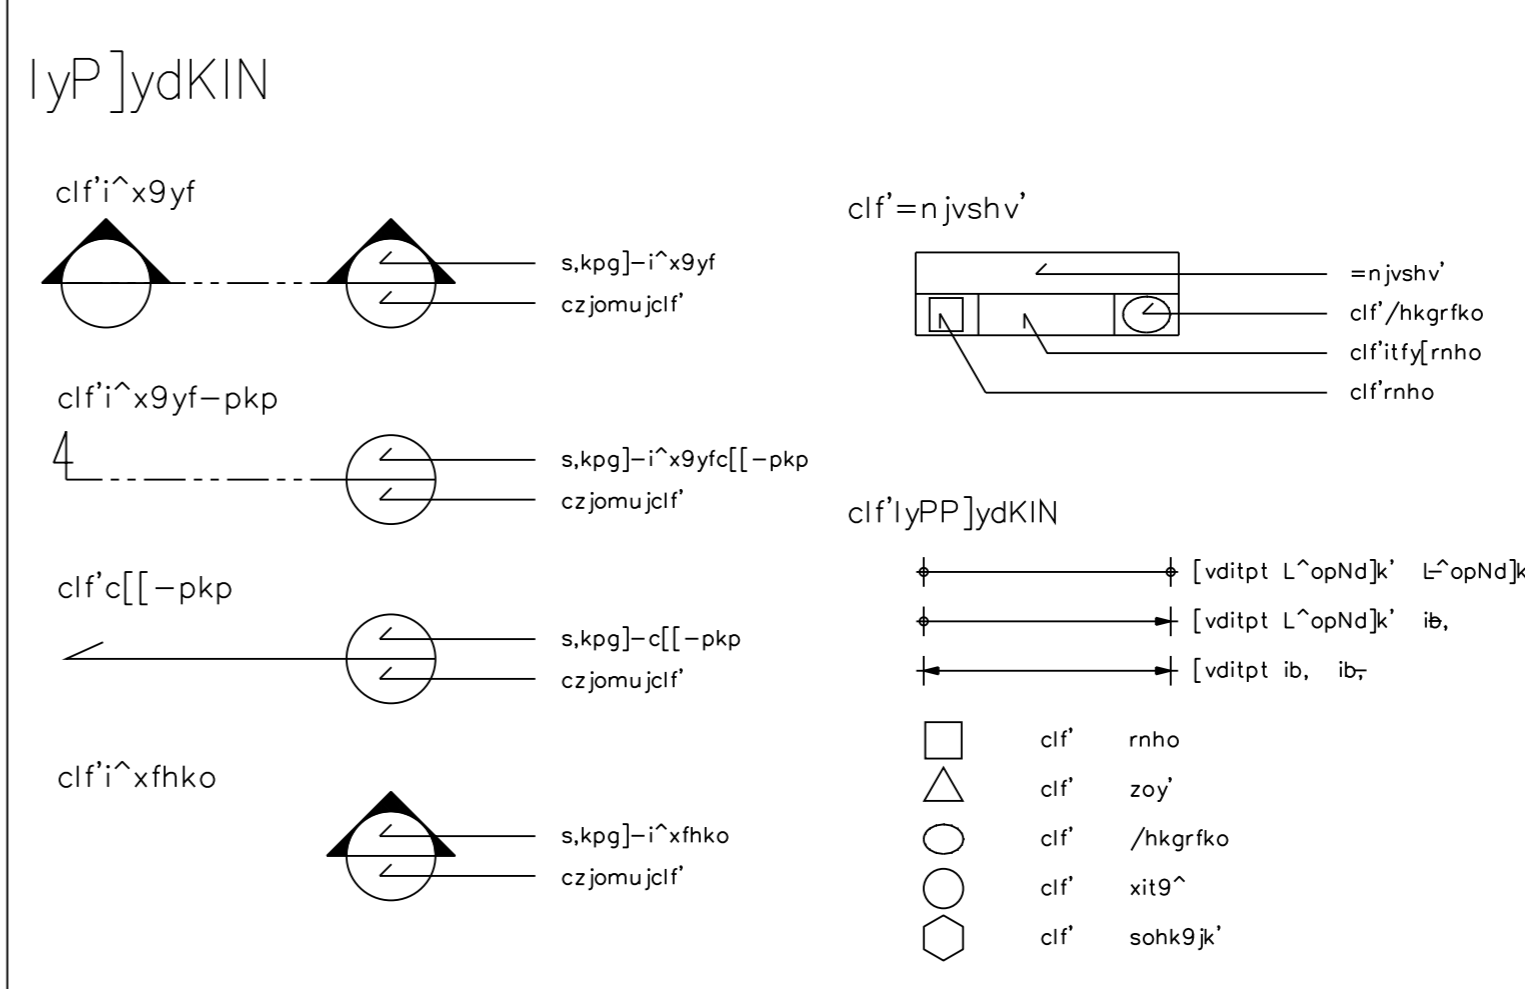 lyP]ydKIN
clf'i^x9yf
s,kpg]-i^x9yf
czjomujclf'
clf'i^x9yf-pkp
s,kpg]-i^x9yfc[[-pkp
czjomujclf'
clf'c[[-pkp
s,kpg]-c[[-pkp
czjomujclf'
clf'i^xfhko
s,kpg]-i^xfhko
czjomujclf'
clf'=njvshv'
=njvshv'
clf'/hkgrfko
clf'itfy[rnho
clf'rnho
clf'lyPP]ydKIN
[vditpt L^opNd]k' L^opNd]k
[vditpt L^opNd]k' ib,
[vditpt ib, ib,
clf' rnho
clf' zoy'
clf' /hkgrfko
clf' xit9^
clf' sohk9jk'